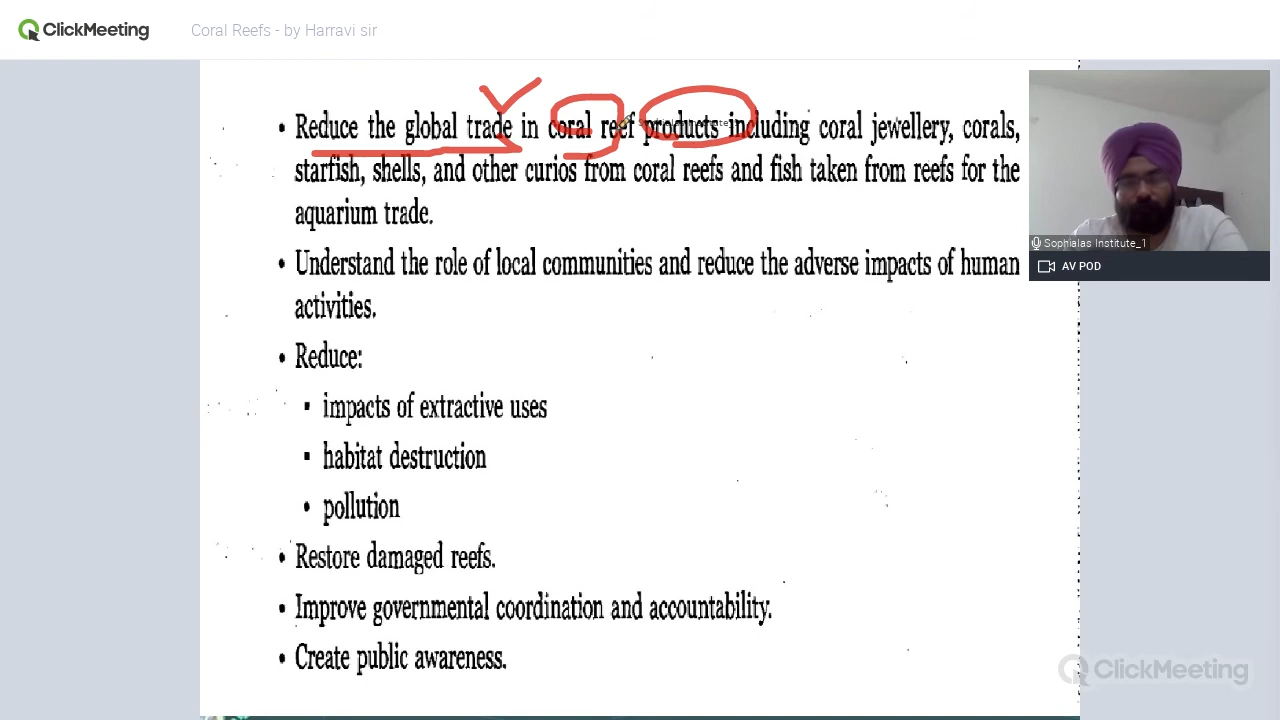 ClickMeeting
Coral Reefs - by Harravi sir
• Reduce the global trade in coral reef products including coral jewellery, corals,
starfish, shells, and other curios from coral reefs and fish taken from reefs for the
aquarium trade.
• Understand the role of local communities and reduce the adverse impacts of human
activities.
• Reduce:
▪ impacts of extractive uses
▪ habitat destruction
• pollution
• Restore damaged reefs.
• Improve governmental coordination and accountability.
• Create public awareness.
Sophialas Institute_1
AV POD
ClickMeeting